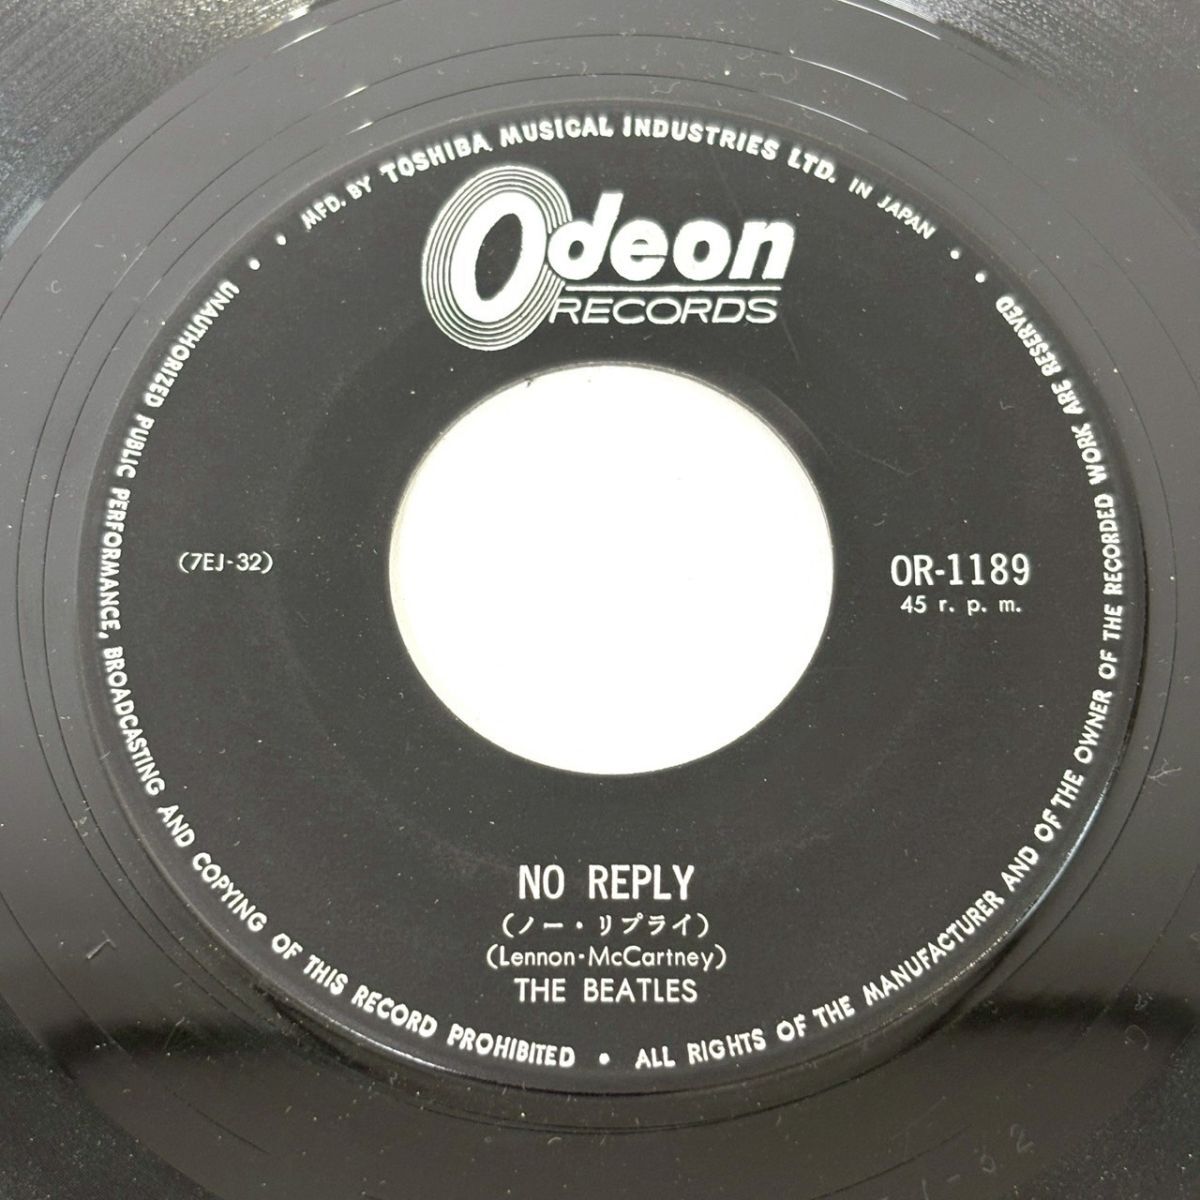 MFD. BY TOSHIBA MUSICAL INDUSTRIES LTD. IN JAPAN
Odeon
RECORDS
(7EJ-32)
OR-1189
45 r. p. m.
NO REPLY
(ノー・リプライ)
(Lennon・McCartney)
THE BEATLES
• UNAUTHORIZED PUBLIC PERFORMANCE, BROADCASTING AND COPYING OF THIS RECORD PROHIBITED • ALL RIGHTS OF THE MANUFACTURER AND OF THE OWNER OF THE RECORDED WORK ARE RESERVED •